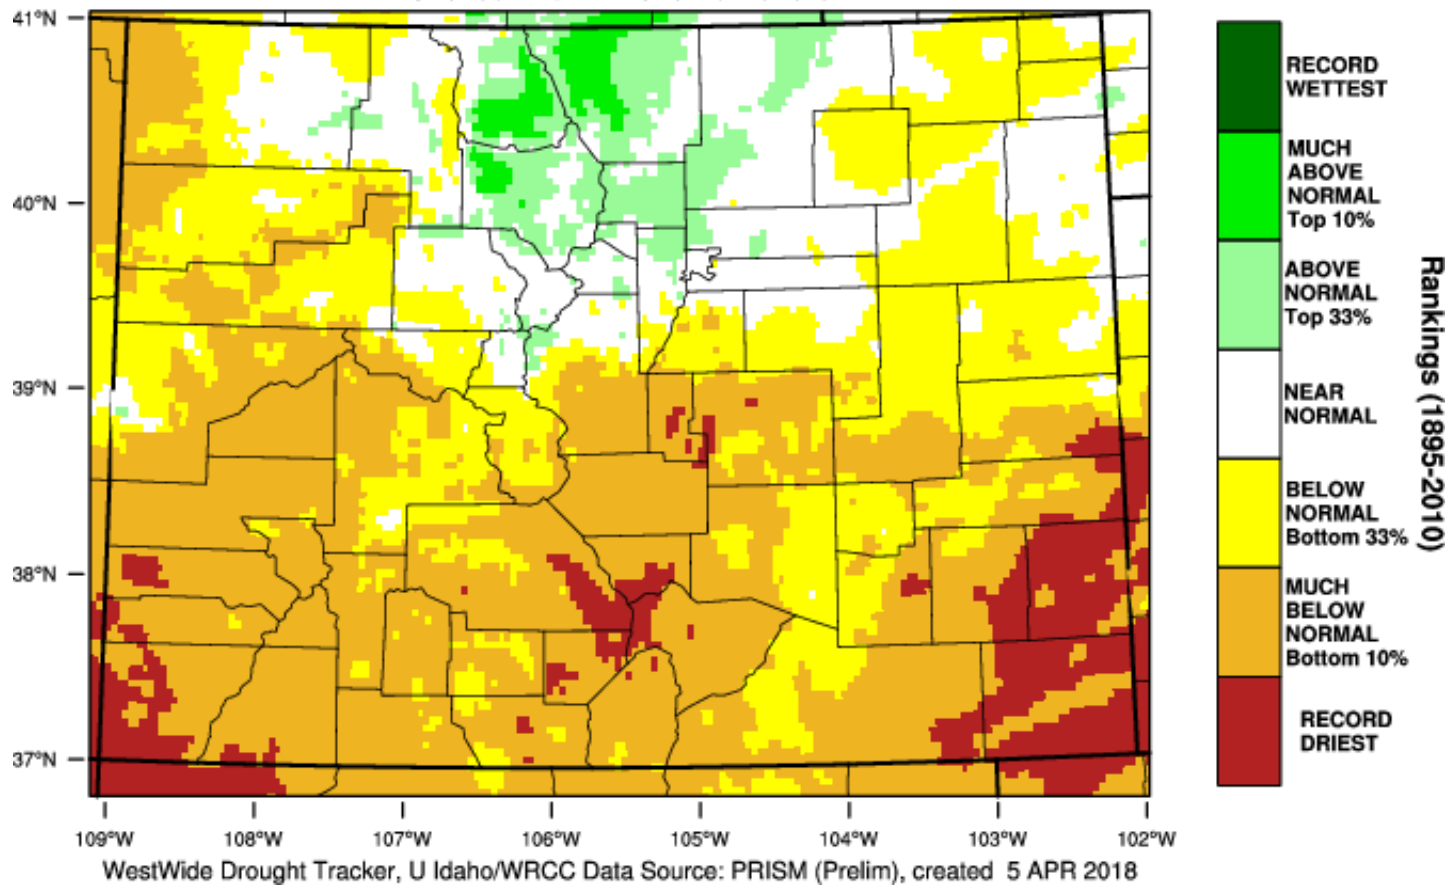 41°N
40°N
39°N
38°N
37°N
109°W 108°W 107°W 106°W 105°W 104°W 103°W 102°W
RECORD
WETTEST
MUCH
ABOVE
NORMAL
Top 10%
ABOVE
NORMAL
Top 33%
NEAR
NORMAL
BELOW
NORMAL
Bottom 33%
MUCH
BELOW
NORMAL
Bottom 10%
RECORD
DRIEST
Rankings (1895-2010)
WestWide Drought Tracker, U Idaho/WRCC Data Source: PRISM (Prelim), created 5 APR 2018